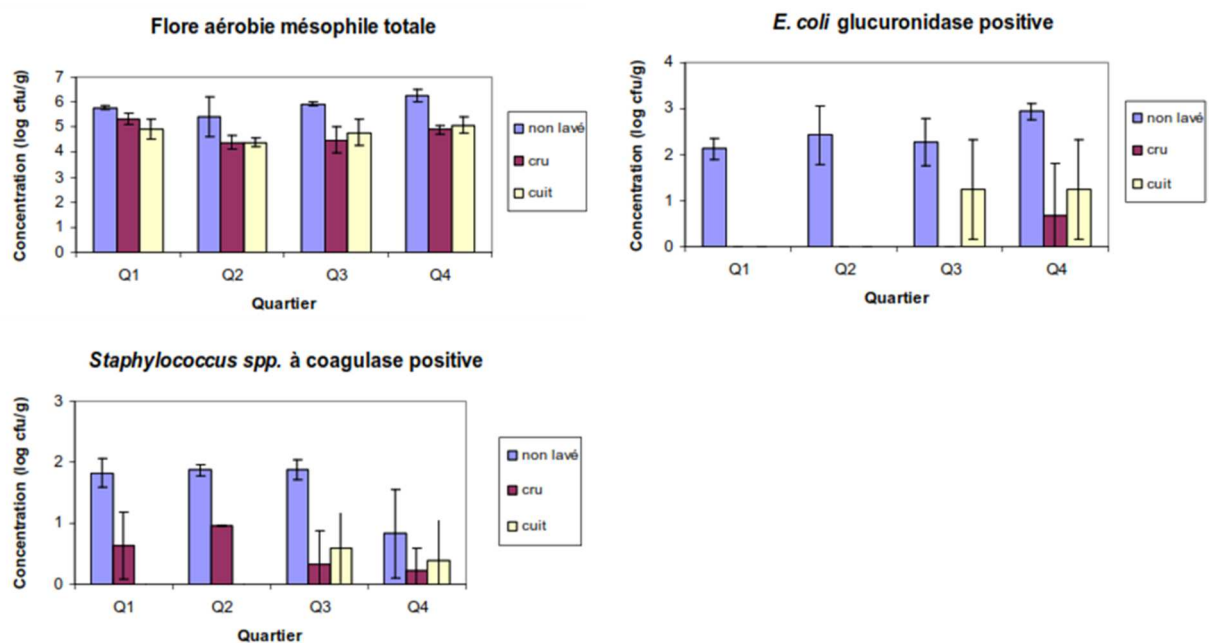 Flore aérobie mésophile totale
Concentration (log cfu/g)
7
6
5
4
3
2
1
0
Q1 Q2 Q3 Q4
Quartier
non lavé
cru
cuit
E. coli glucuronidase positive
Concentration (log cfu/g)
4
3
2
1
0
Q1 Q2 Q3 Q4
Quartier
non lavé
cru
cuit
Staphylococcus spp. à coagulase positive
Concentration (log cfu/g)
3
2
1
0
Q1 Q2 Q3 Q4
Quartier
non lavé
cru
cuit